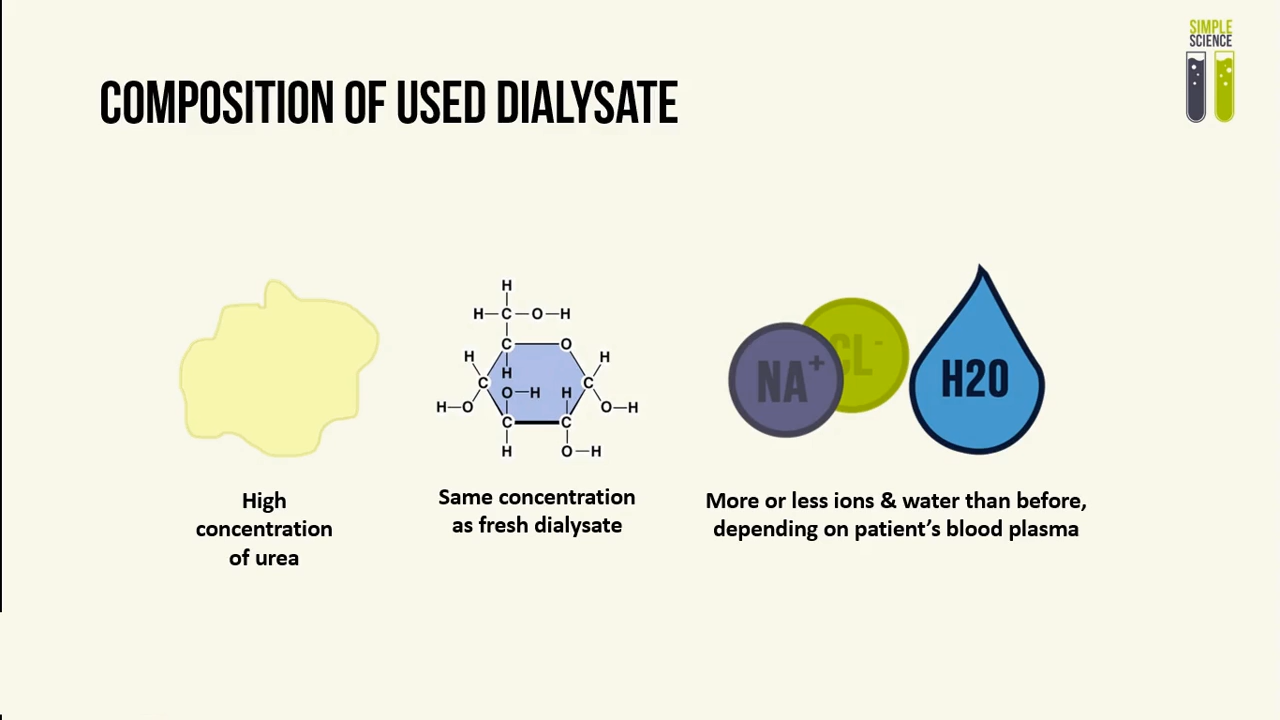 SIMPLE
SCIENCE
COMPOSITION OF USED DIALYSATE
H
H—C—O—H
C O
H H H
C O—H H C
H—O O—H
C C
H O—H
NA+ CL-
H2O
High
concentration
of urea
Same concentration
as fresh dialysate
More or less ions & water than before,
depending on patient's blood plasma